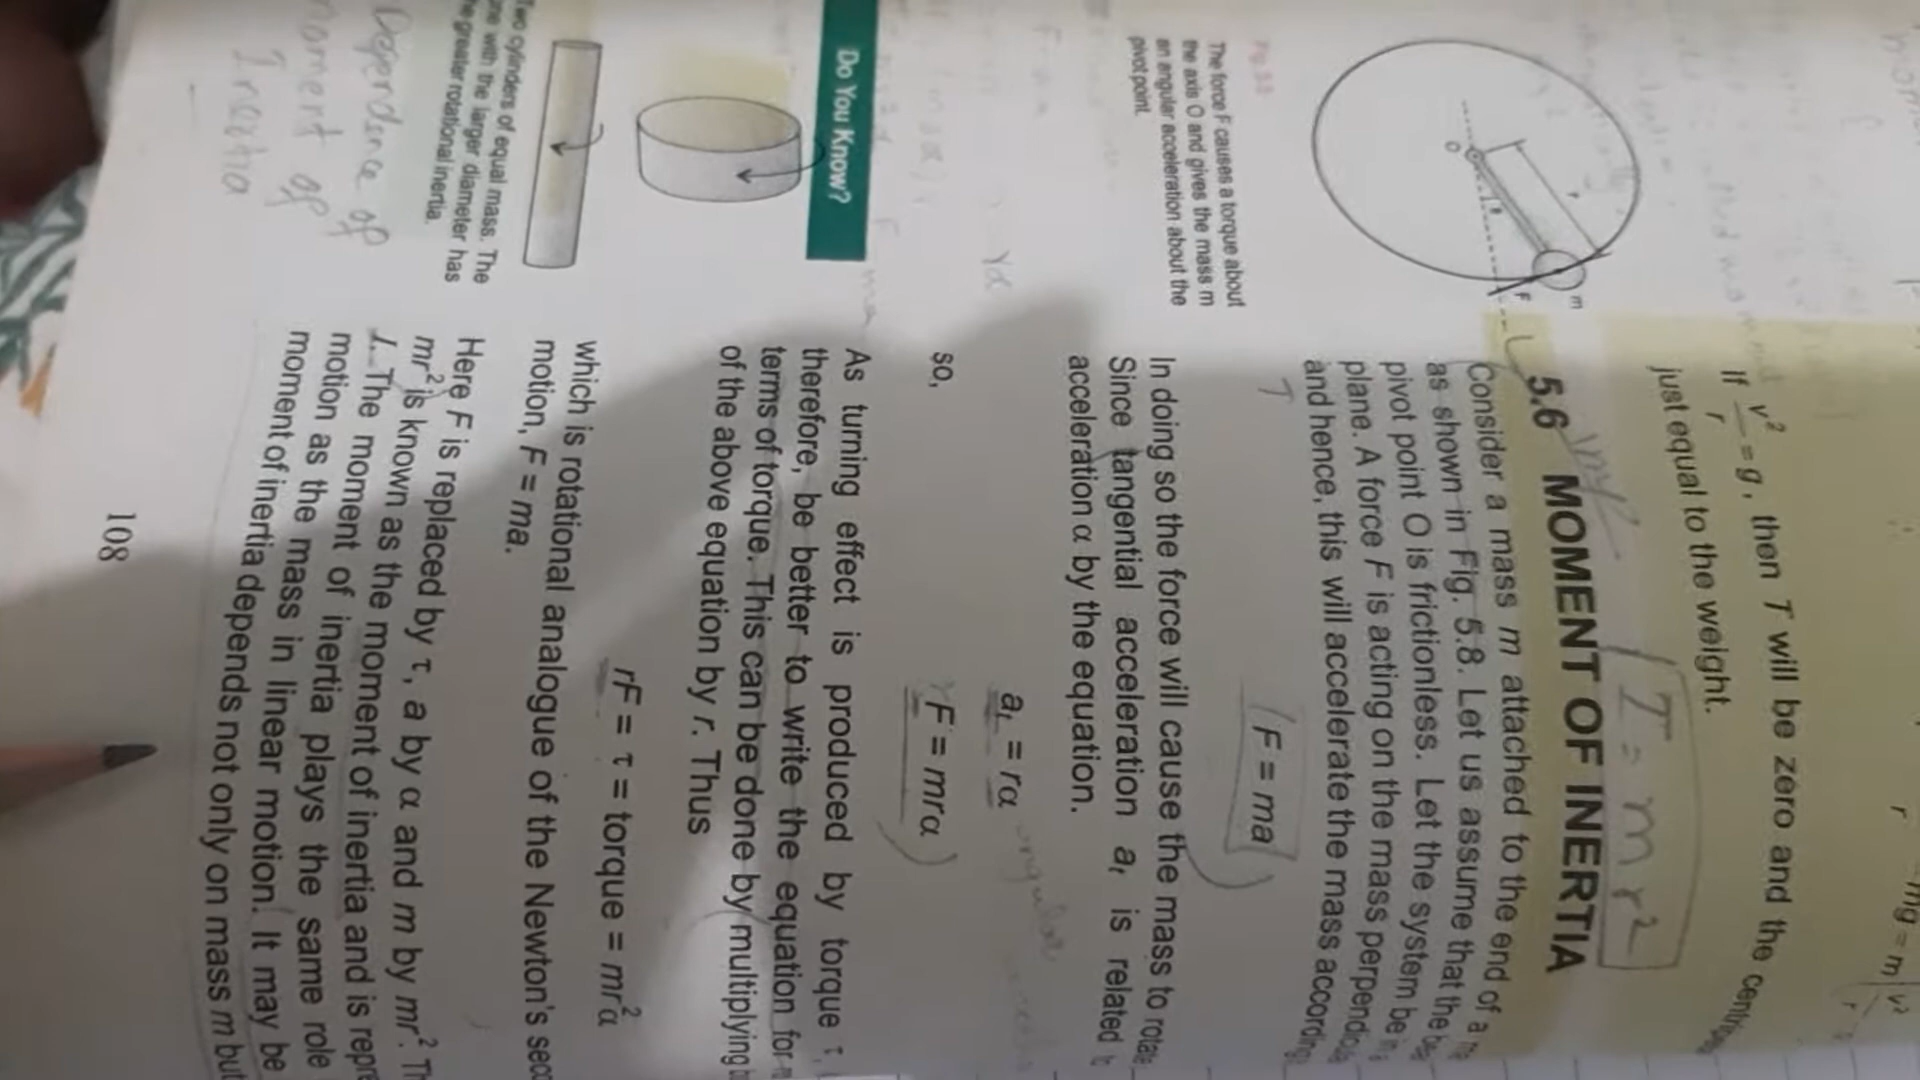 mg = m v²
If v²/r = g, then T will be zero and the
just equal to the weight.
I = mr²
5.6 MOMENT OF INERTIA
Consider a mass m attached to the end of a
as shown in Fig. 5.8. Let us assume that the
pivot point O is frictionless. Let the system be
plane. A force F is acting on the mass
and hence, this will accelerate the mass
F = ma
In doing so the force will cause the mass to
Since tangential acceleration aₜ is related
acceleration α by the equation.
aₜ = rα
so,
F = mrα
As turning effect is produced by torque τ,
therefore, be better to write the equation for
terms of torque. This can be done by multiplying
of the above equation by r. Thus
rF = τ = torque = mr²α
which is rotational analogue of the Newton's
motion, F = ma.
Here F is replaced by τ, a by α and m by mr².
mr² is known as the moment of inertia and is
I. The moment of inertia plays the same role
motion as the mass in linear motion. It may be
moment of inertia depends not only on mass m but
108
r
m
F
O
The force F causes a torque about
the axis O and gives the mass m
an angular acceleration about the
pivot point.
Do You Know?
Two cylinders of equal mass. The
one with the larger diameter has
the greater rotational inertia.
Dependence of
moment of
Inertia